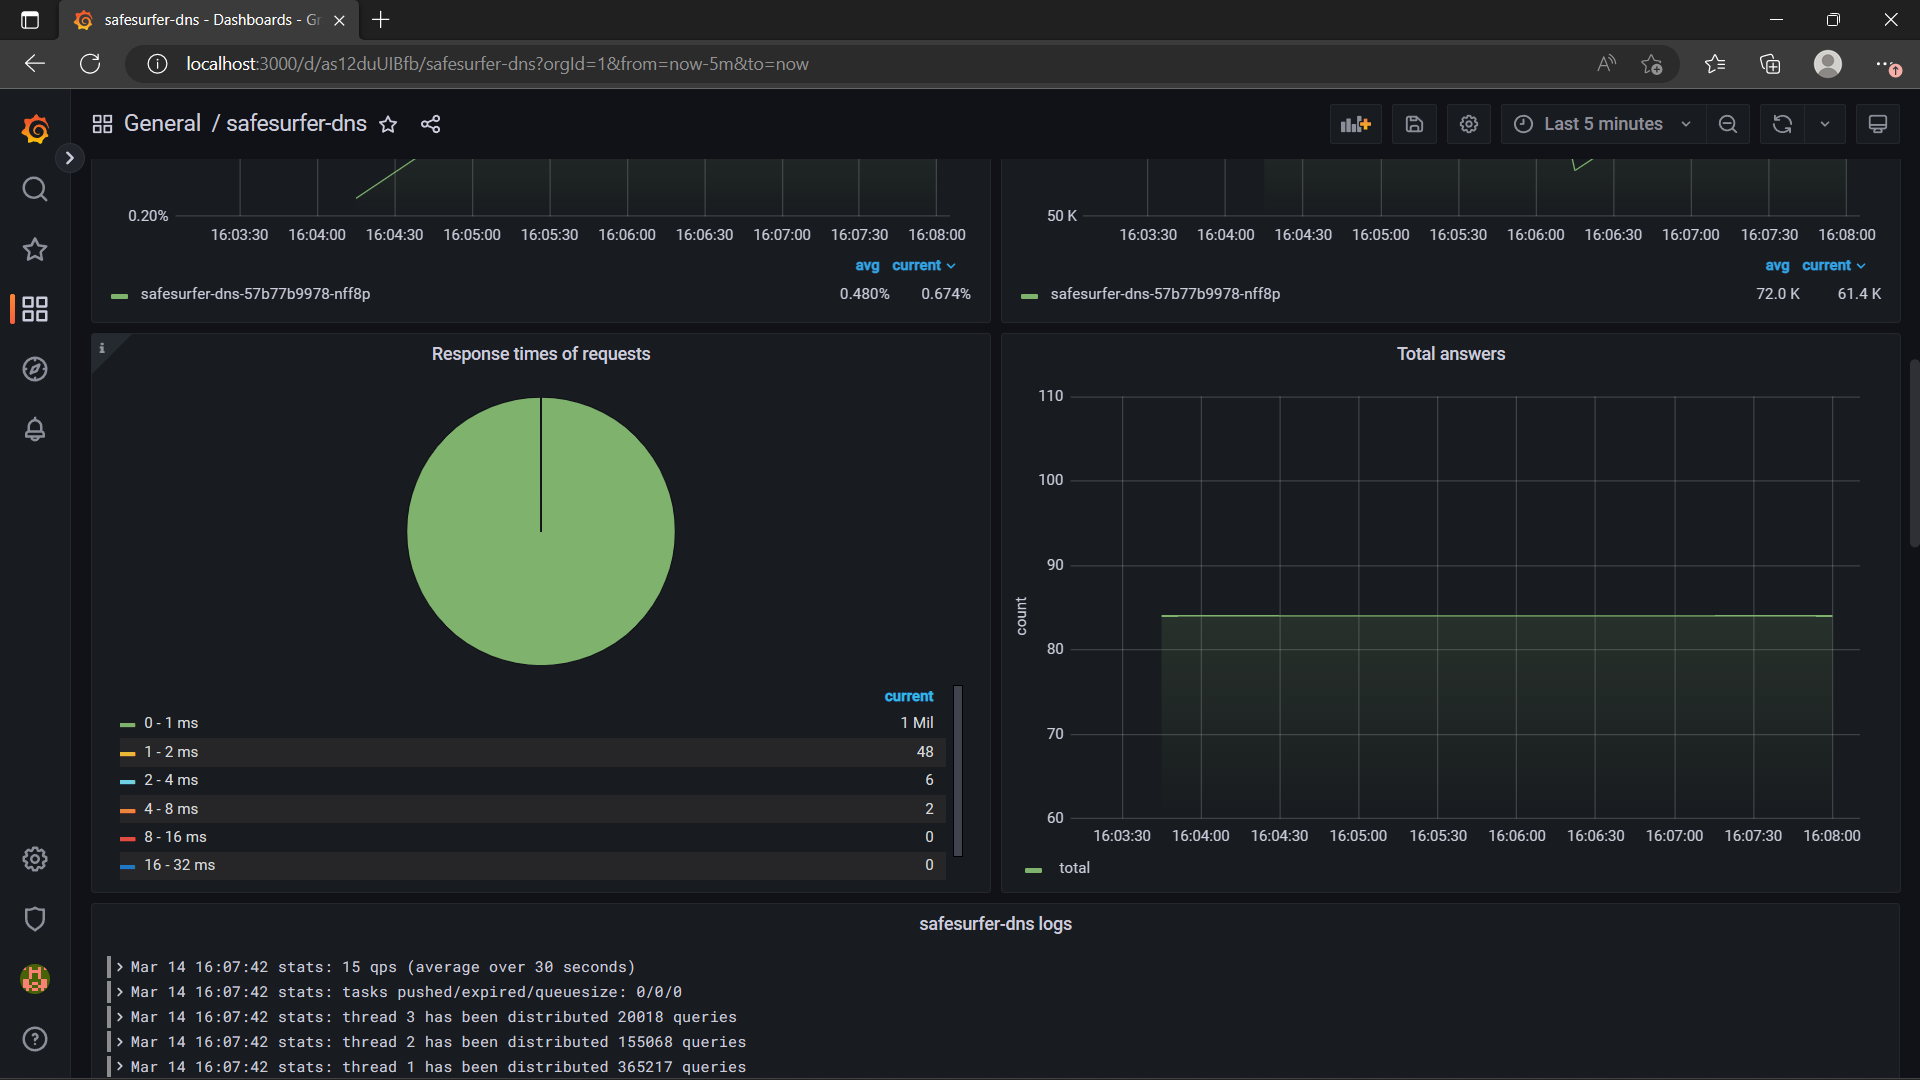 safesurfer-dns - Dashboards - Gr
localhost:3000/d/as12duUIBfb/safesurfer-dns?orgId=1&from=now-5m&to=now
General / safesurfer-dns
Last 5 minutes
0.20%
16:03:30 16:04:00 16:04:30 16:05:00 16:05:30 16:06:00 16:06:30 16:07:00 16:07:30 16:08:00
avg current
safesurfer-dns-57b77b9978-nff8p 0.480% 0.674%
50 K
16:03:30 16:04:00 16:04:30 16:05:00 16:05:30 16:06:00 16:06:30 16:07:00 16:07:30 16:08:00
avg current
safesurfer-dns-57b77b9978-nff8p 72.0 K 61.4 K
Response times of requests
current
0 - 1 ms 1 Mil
1 - 2 ms 48
2 - 4 ms 6
4 - 8 ms 2
8 - 16 ms 0
16 - 32 ms 0
Total answers
110
100
90
80
70
60
count
16:03:30 16:04:00 16:04:30 16:05:00 16:05:30 16:06:00 16:06:30 16:07:00 16:07:30 16:08:00
total
safesurfer-dns logs
> Mar 14 16:07:42 stats: 15 qps (average over 30 seconds)
> Mar 14 16:07:42 stats: tasks pushed/expired/queuesize: 0/0/0
> Mar 14 16:07:42 stats: thread 3 has been distributed 20018 queries
> Mar 14 16:07:42 stats: thread 2 has been distributed 155068 queries
> Mar 14 16:07:42 stats: thread 1 has been distributed 365217 queries